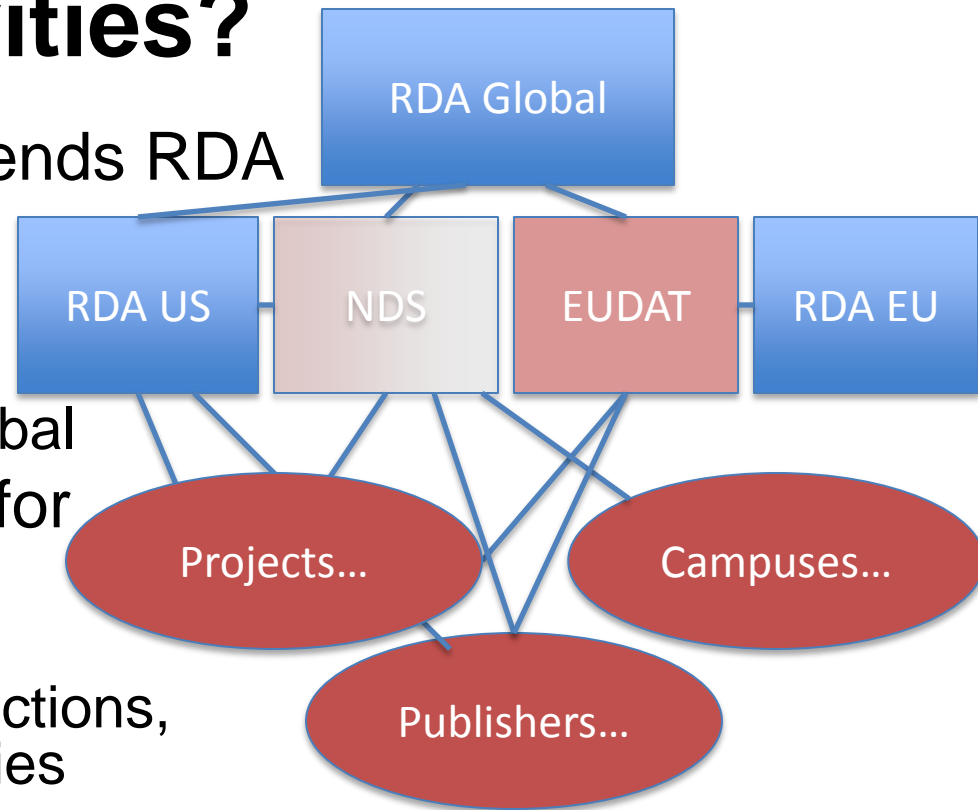 ities?
RDA Global
ends RDA
RDA US
NDS
EUDAT
RDA EU
bal
for
Projects...
Campuses...
ctions,
Publishers...
ies